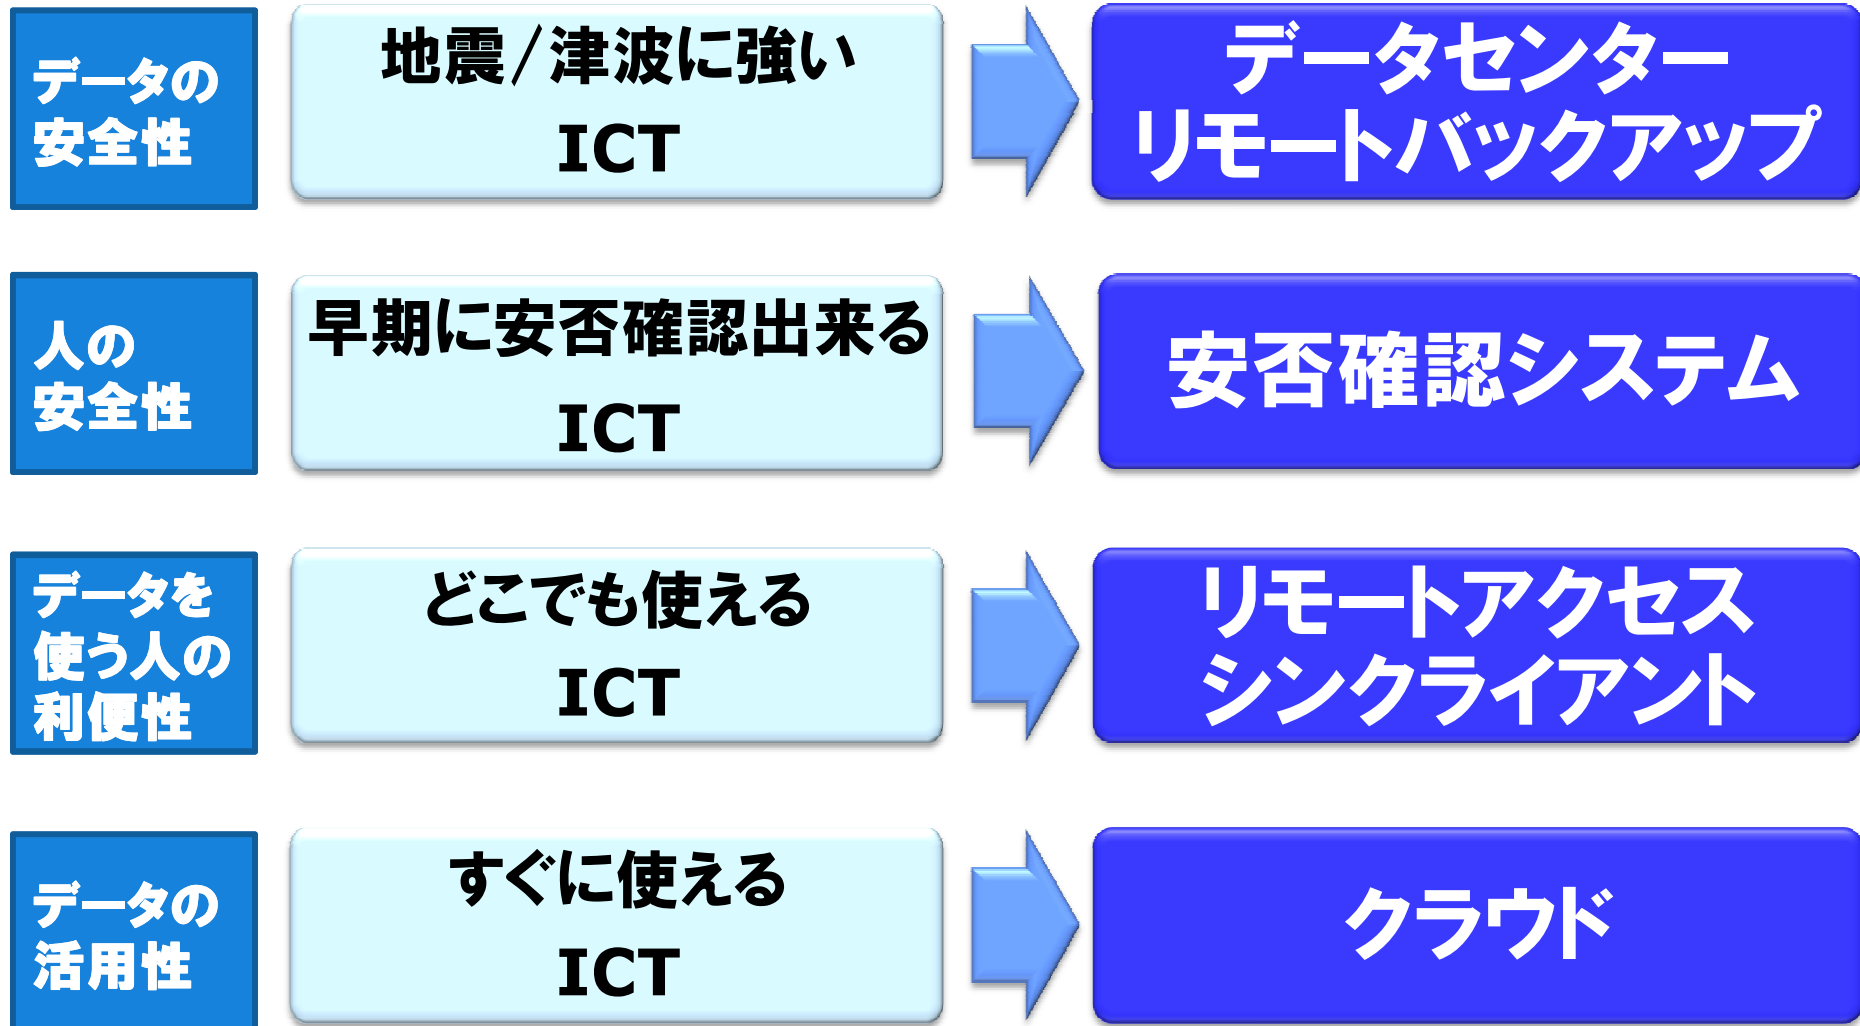 データの
安全性
地震/津波に強い
ICT
データセンター
リモートバックアップ
人の
安全性
早期に安否確認出来る
ICT
安否確認システム
データを
使う人の
利便性
どこでも使える
ICT
リモートアクセス
シンクライアント
データの
活用性
すぐに使える
ICT
クラウド